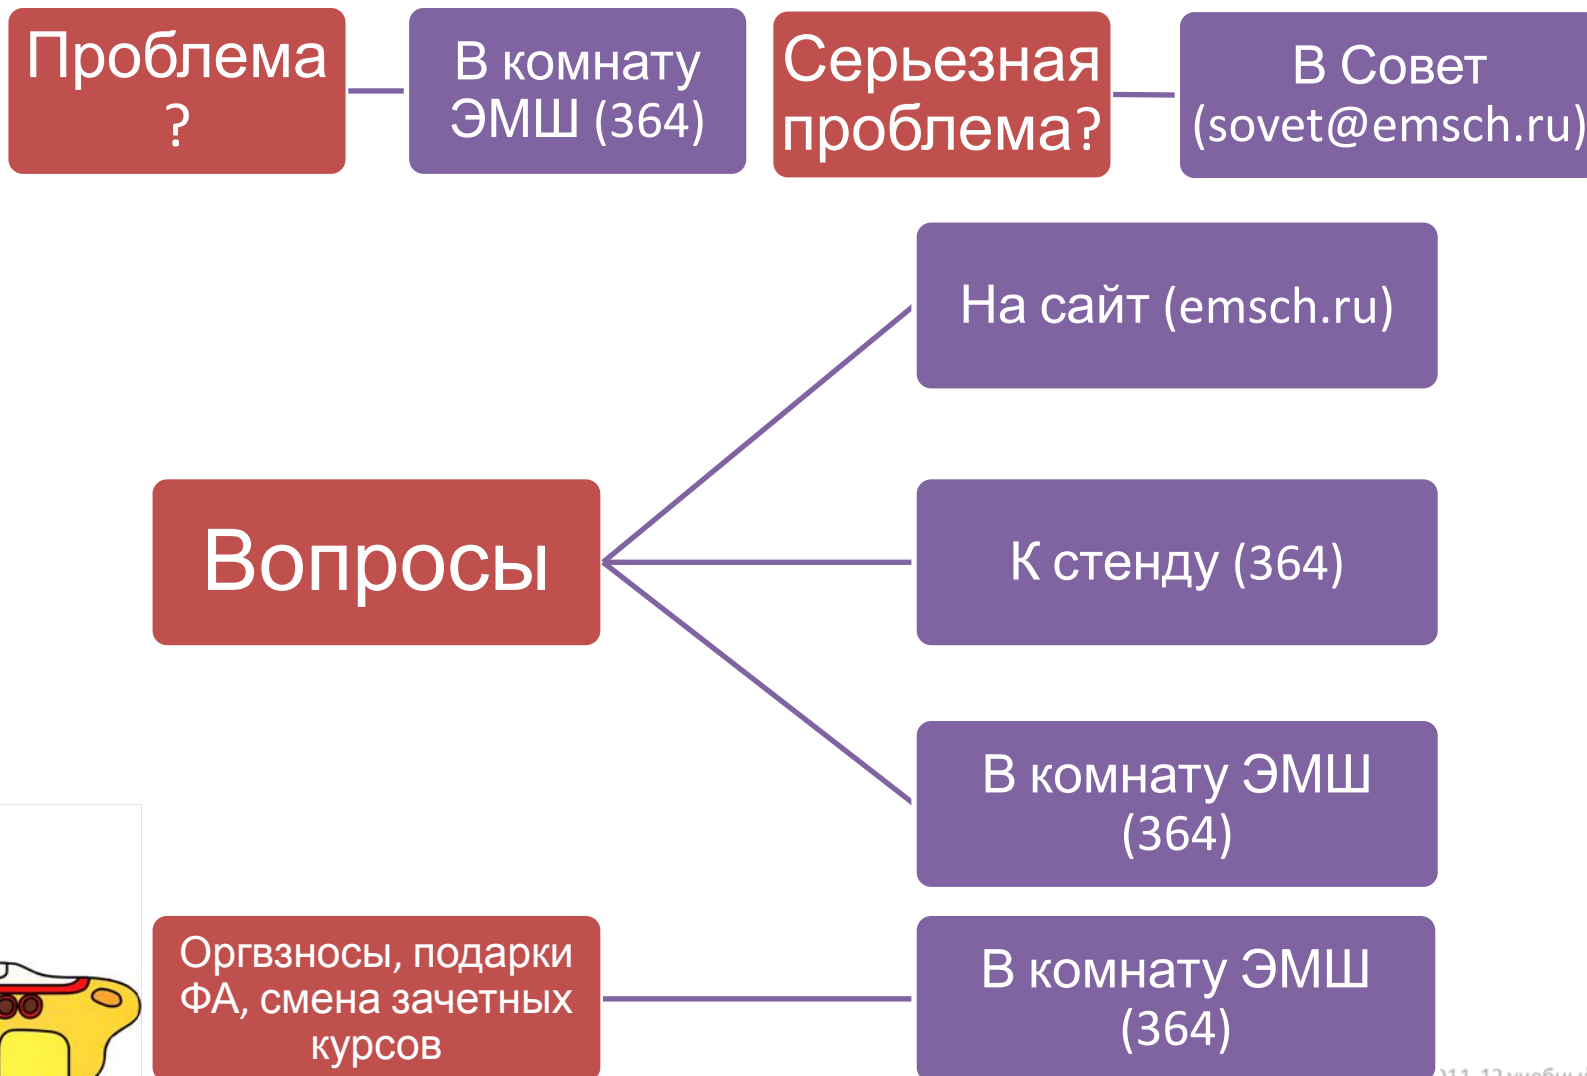 Проблема
?
В комнату
ЭМШ (364)
Серьезная
проблема?
В Совет
(sovet@emsch.ru)
На сайт (emsch.ru)
Вопросы
К стенду (364)
В комнату ЭМШ
(364)
Оргвзносы, подарки
ФА, смена зачетных
курсов
В комнату ЭМШ
(364)